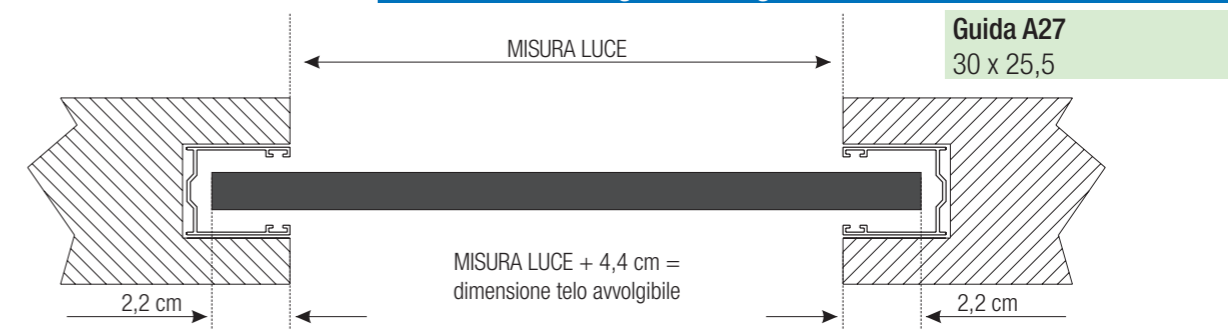 Guida A27
30 x 25,5
MISURA LUCE
MISURA LUCE + 4,4 cm =
dimensione telo avvolgibile
2,2 cm
2,2 cm